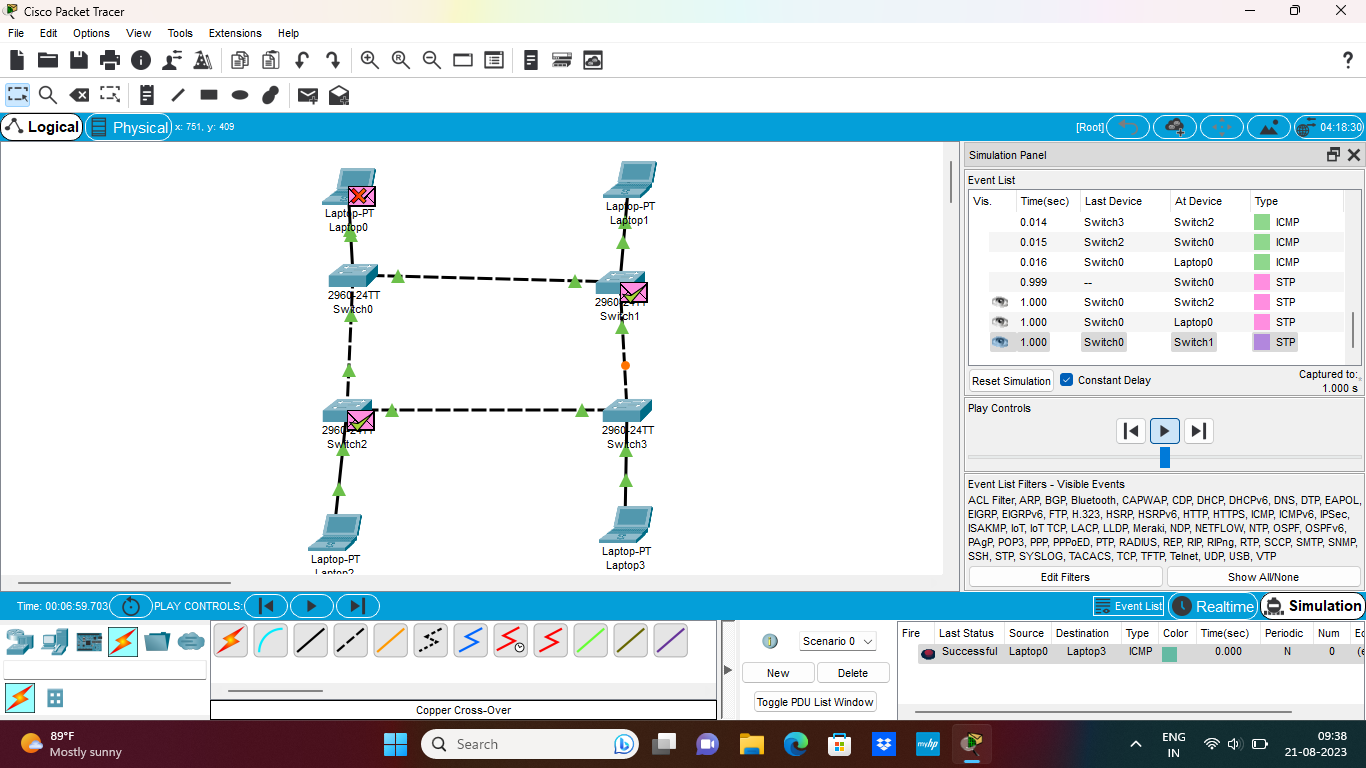 Cisco Packet Tracer
File Edit Options View Tools Extensions Help
?
Logical Physical x: 751, y: 409 [Root] 04:18:30
Laptop-PT
Laptop0
Laptop-PT
Laptop1
2960-24TT
Switch0
Switch1
2960-24TT
Switch2
2960-24TT
Switch3
Laptop-PT
Laptop2
Laptop-PT
Laptop3
Simulation Panel
Event List
Vis. Time(sec) Last Device At Device Type
0.014 Switch3 Switch2 ICMP
0.015 Switch2 Switch0 ICMP
0.016 Switch0 Laptop0 ICMP
0.999 -- Switch0 STP
1.000 Switch0 Switch2 STP
1.000 Switch0 Laptop0 STP
1.000 Switch0 Switch1 STP
Reset Simulation Constant Delay Captured to:
1.000 s
Play Controls
Event List Filters - Visible Events
ACL Filter, ARP, BGP, Bluetooth, CAPWAP, CDP, DHCP, DHCPv6, DNS, DTP, EAPOL,
EIGRP, EIGRPv6, FTP, H.323, HSRP, HSRPv6, HTTP, HTTPS, ICMP, ICMPv6, IPSec,
ISAKMP, IoT, IoT TCP, LACP, LLDP, Meraki, NDP, NETFLOW, NTP, OSPF, OSPFv6,
PAgP, POP3, PPP, PPPoED, PTP, RADIUS, REP, RIP, RIPng, RTP, SCCP, SMTP, SNMP,
SSH, STP, SYSLOG, TACACS, TCP, TFTP, Telnet, UDP, USB, VTP
Edit Filters Show All/None
Time: 00:06:59.703 PLAY CONTROLS: Event List Realtime Simulation
Copper Cross-Over
Scenario 0
New Delete
Toggle PDU List Window
Fire Last Status Source Destination Type Color Time(sec) Periodic Num
Successful Laptop0 Laptop3 ICMP 0.000 N 0 (e
89°F
Mostly sunny
Search
myhp
ENG
IN
09:38
21-08-2023